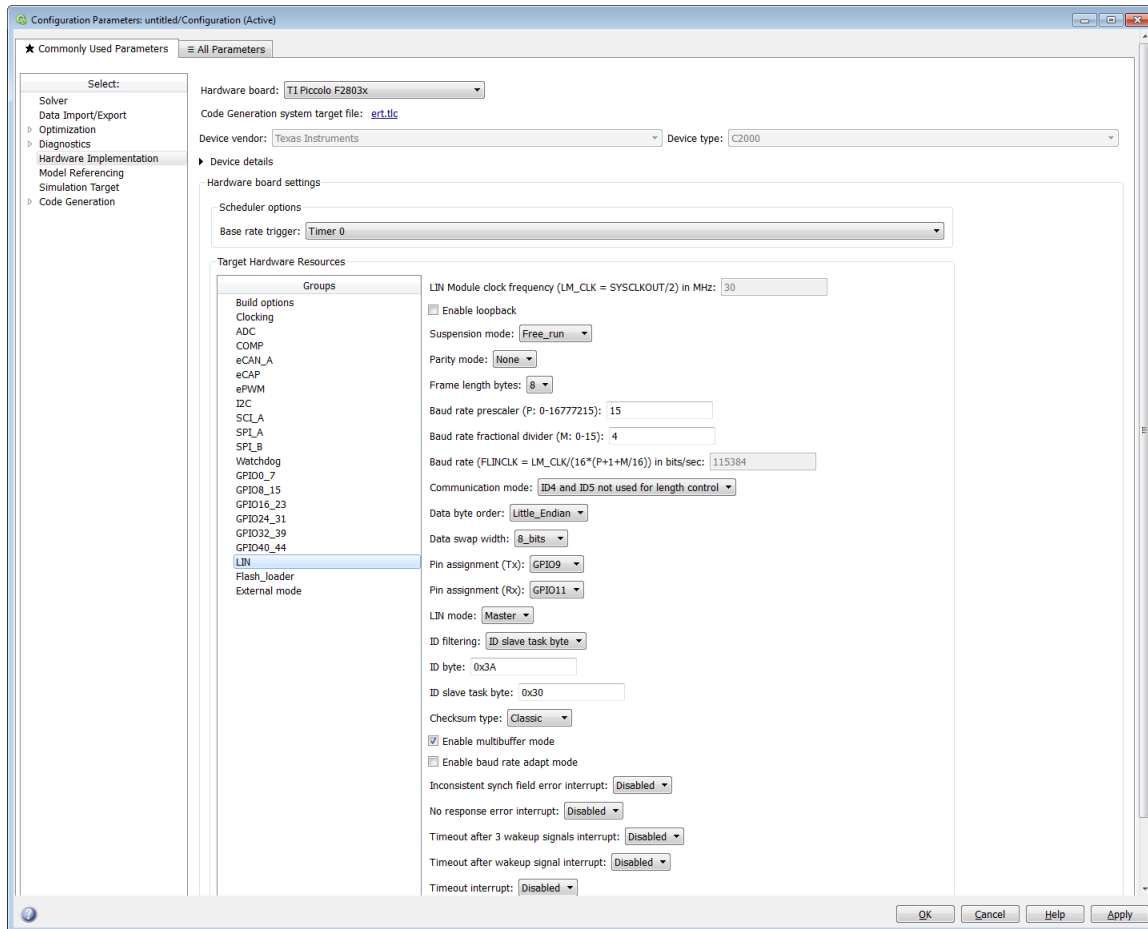 Configuration Parameters: untitled/Configuration (Active)
★ Commonly Used Parameters
≡ All Parameters
Select:
Solver
Data Import/Export
Optimization
Diagnostics
Hardware Implementation
Model Referencing
Simulation Target
Code Generation
Hardware board: TI Piccolo F2803x
Code Generation system target file: ert.tlc
Device vendor: Texas Instruments Device type: C2000
Device details
Hardware board settings
Scheduler options
Base rate trigger: Timer 0
Target Hardware Resources
Groups
Build options
Clocking
ADC
COMP
eCAN_A
eCAP
ePWM
I2C
SCI_A
SPI_A
SPI_B
Watchdog
GPIO0_7
GPIO8_15
GPIO16_23
GPIO24_31
GPIO32_39
GPIO40_44
LIN
Flash_loader
External mode
LIN Module clock frequency (LM_CLK = SYSCLKOUT/2) in MHz: 30
Enable loopback
Suspension mode: Free_run
Parity mode: None
Frame length bytes: 8
Baud rate prescaler (P: 0-16777215): 15
Baud rate fractional divider (M: 0-15): 4
Baud rate (FLINCLK = LM_CLK/(16*(P+1+M/16)) in bits/sec: 115384
Communication mode: ID4 and ID5 not used for length control
Data byte order: Little_Endian
Data swap width: 8_bits
Pin assignment (Tx): GPIO9
Pin assignment (Rx): GPIO11
LIN mode: Master
ID filtering: ID slave task byte
ID byte: 0x3A
ID slave task byte: 0x30
Checksum type: Classic
Enable multibuffer mode
Enable baud rate adapt mode
Inconsistent synch field error interrupt: Disabled
No response error interrupt: Disabled
Timeout after 3 wakeup signals interrupt: Disabled
Timeout after wakeup signal interrupt: Disabled
Timeout interrupt: Disabled
OK Cancel Help Apply